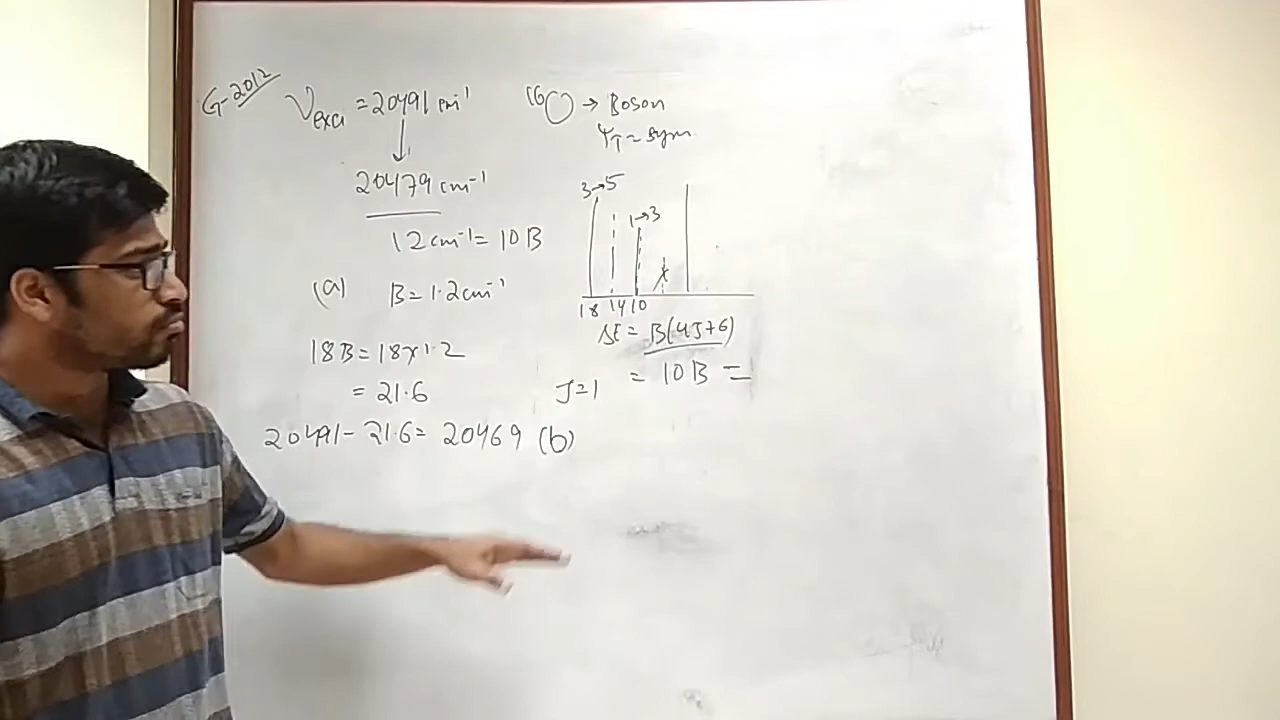 G-2012
ν exci = 20491 cm⁻¹
20479 cm⁻¹
12 cm⁻¹ = 10B
(a) B = 1.2 cm⁻¹
18B = 18×1.2
= 21.6
20491 - 21.6 = 20469 (b)
16O → Boson
Ψ_T = sym
3→5
1→3
x
18 14 10
ΔE = B(4J+6)
J=1 = 10B =